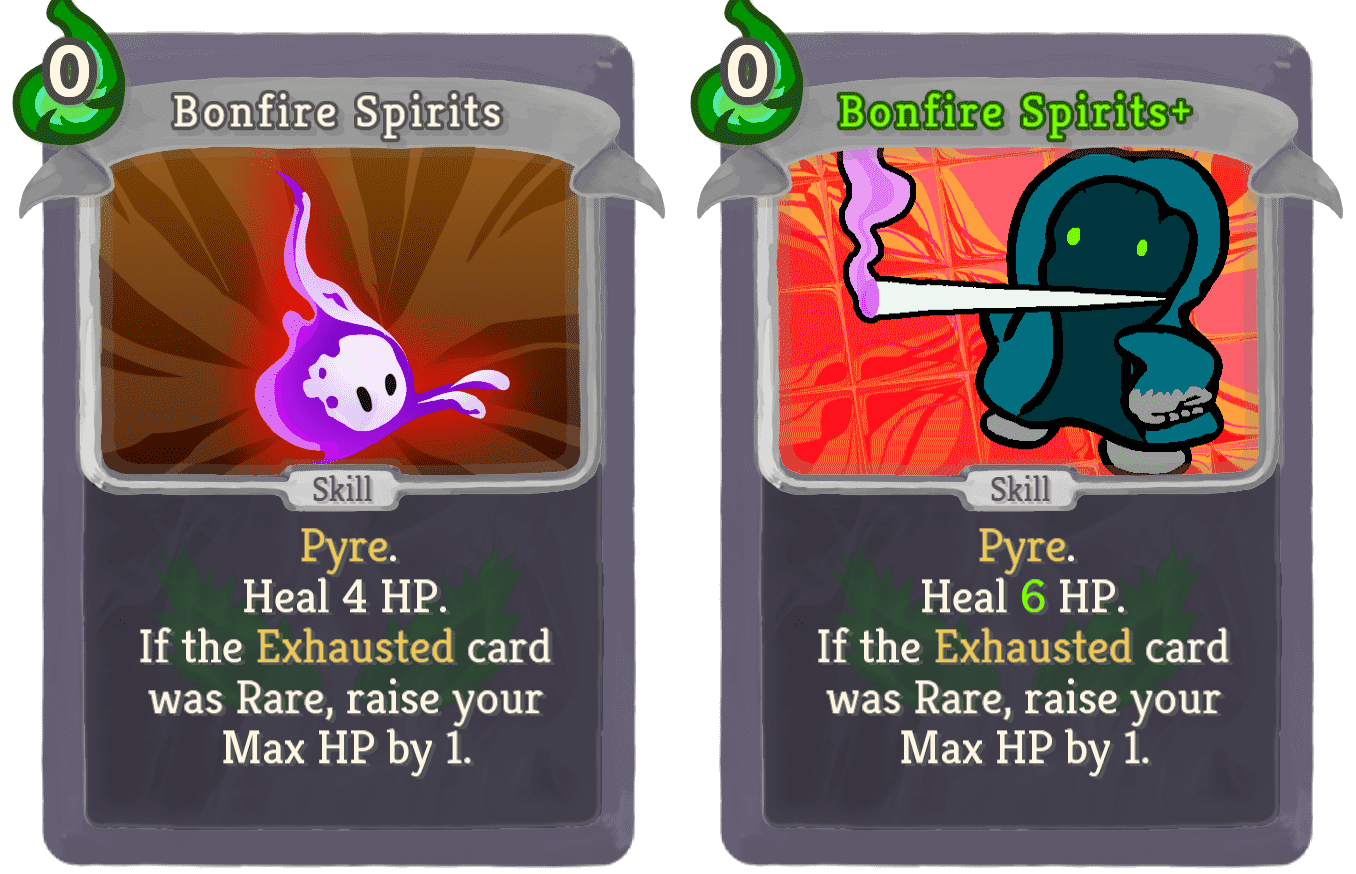 0
Bonfire Spirits
Skill
Pyre.
Heal 4 HP.
If the Exhausted card
was Rare, raise your
Max HP by 1.
0
Bonfire Spirits+
Skill
Pyre.
Heal 6 HP.
If the Exhausted card
was Rare, raise your
Max HP by 1.